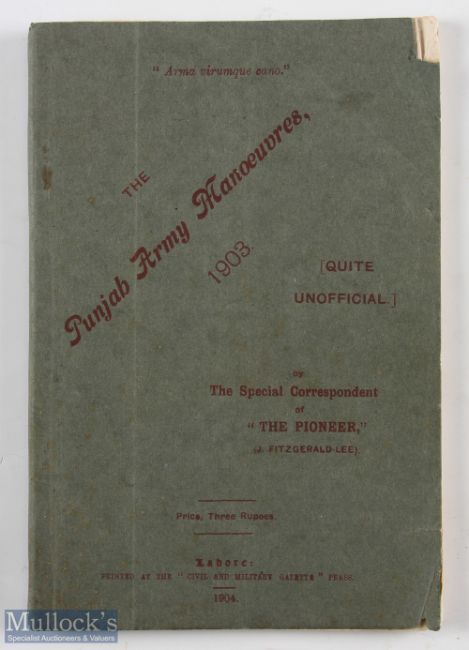 "Arma virumque cano."
THE
Punjab Army Manoeuvres,
1903.
[QUITE
UNOFFICIAL.]
by
The Special Correspondent
of
"THE PIONEER,"
(J. FITZGERALD-LEE).
Price, Three Rupees.
Lahore:
PRINTED AT THE "CIVIL AND MILITARY GAZETTE" PRESS.
1904.
Mullock's
Specialist Auctioneers & Valuers